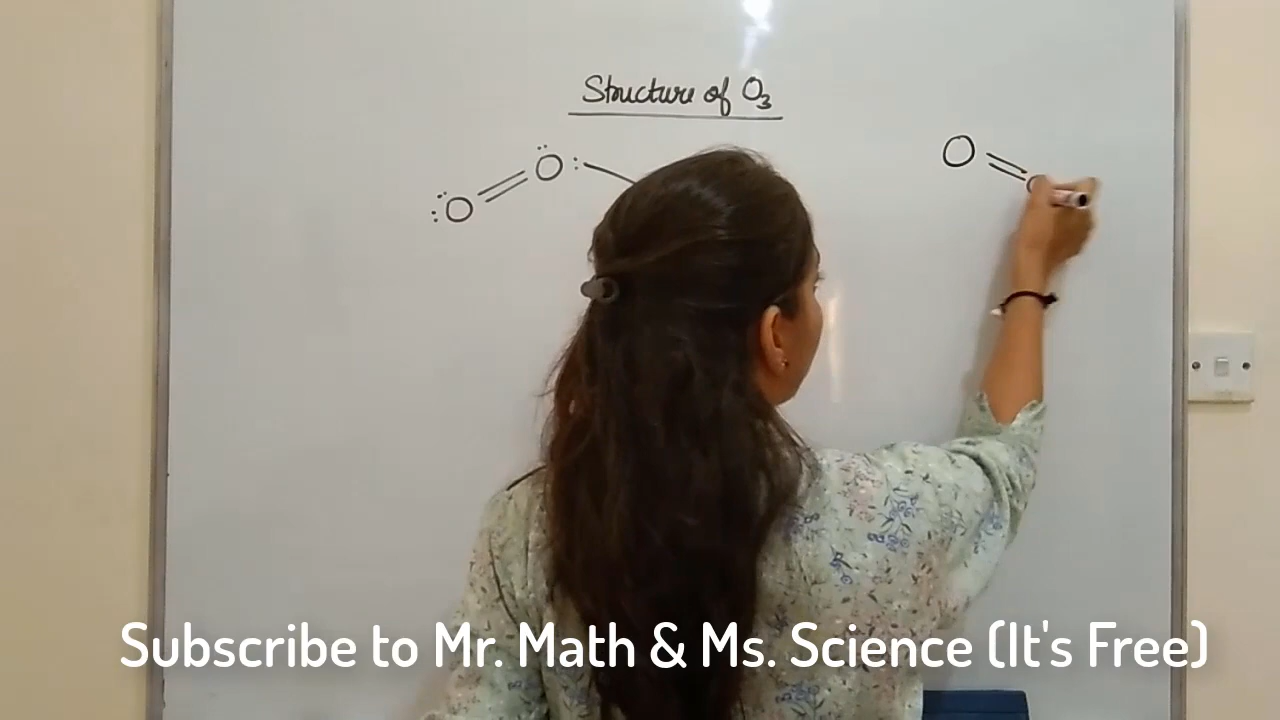 Structure of O₃
O
:Ö = Ö:
O
Subscribe to Mr. Math & Ms. Science (It's Free)